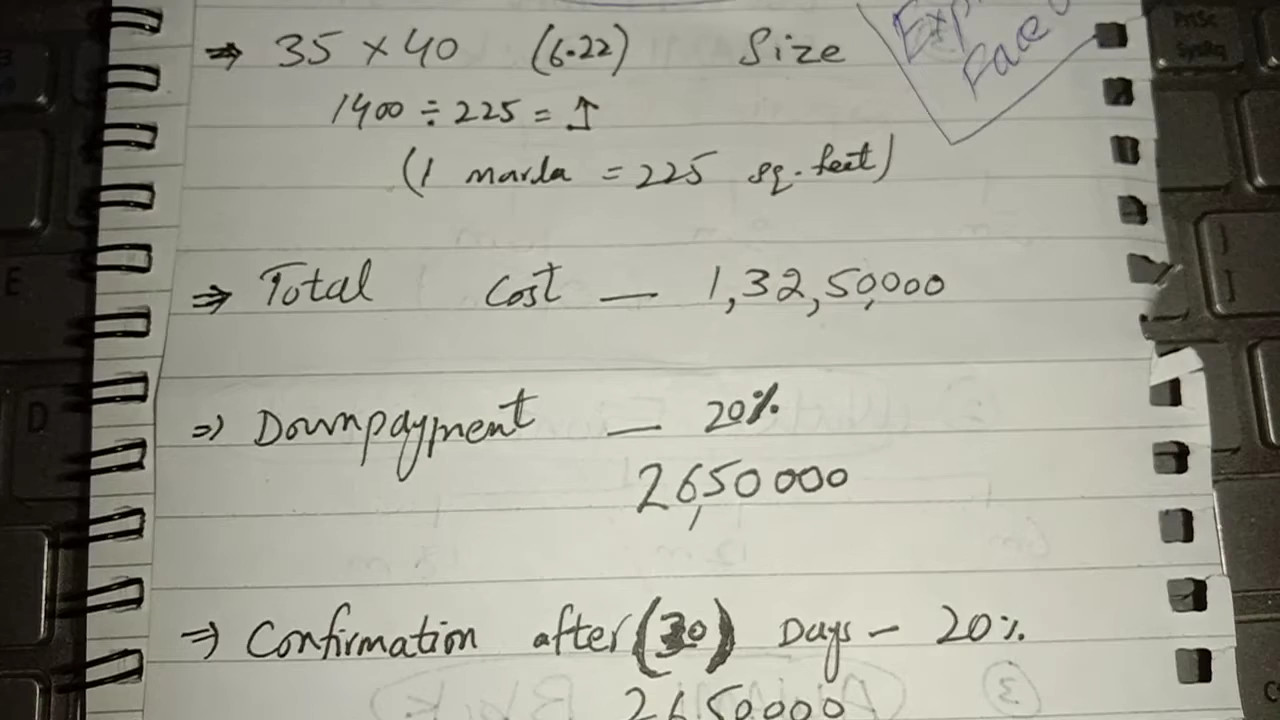 ⇒ 35 × 40 (6.22) Size
Face
1400 ÷ 225 = ↑
(1 marla = 225 sq. feet)
⇒ Total Cost — 1,32,50,000
⇒ Downpayment — 20%
26,50000
⇒ Confirmation after (30) Days — 20%
2650000